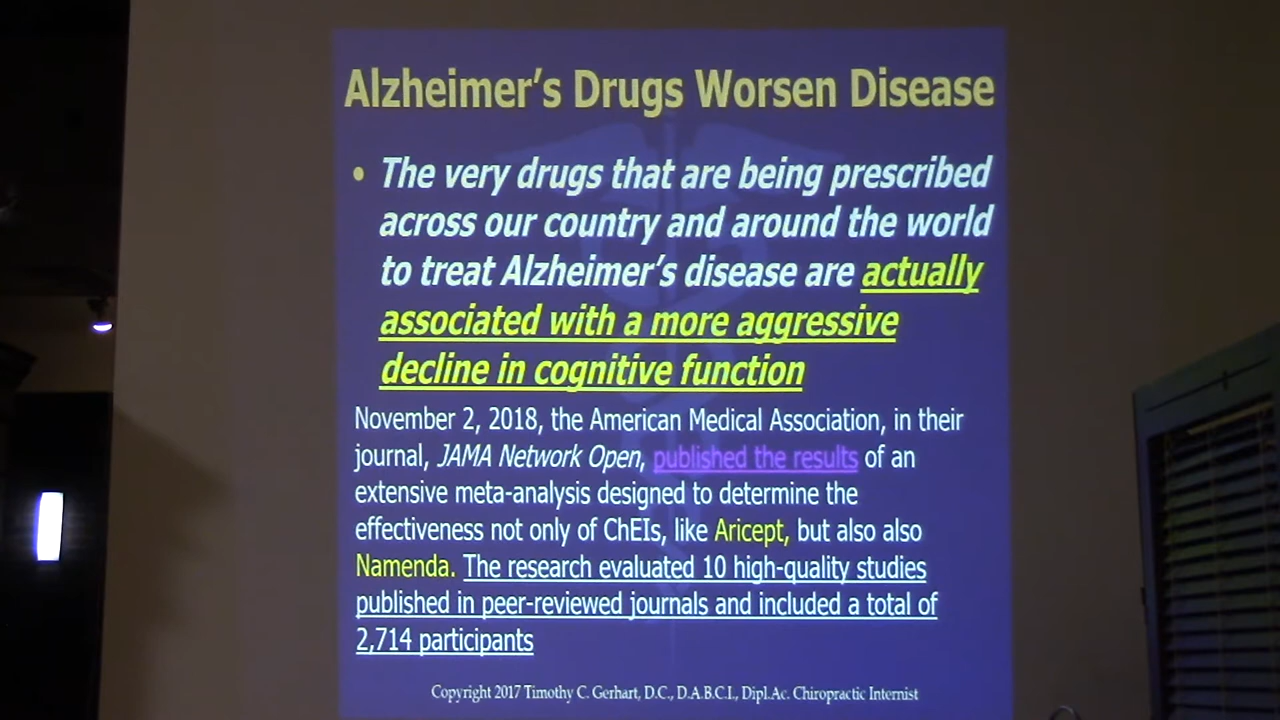 Alzheimer's Drugs Worsen Disease
• The very drugs that are being prescribed
across our country and around the world
to treat Alzheimer's disease are actually
associated with a more aggressive
decline in cognitive function
November 2, 2018, the American Medical Association, in their
journal, JAMA Network Open, published the results of an
extensive meta-analysis designed to determine the
effectiveness not only of ChEIs, like Aricept, but also also
Namenda. The research evaluated 10 high-quality studies
published in peer-reviewed journals and included a total of
2,714 participants
Copyright 2017 Timothy C. Gerhart, D.C., D.A.B.C.I., Dipl.Ac. Chiropractic Internist